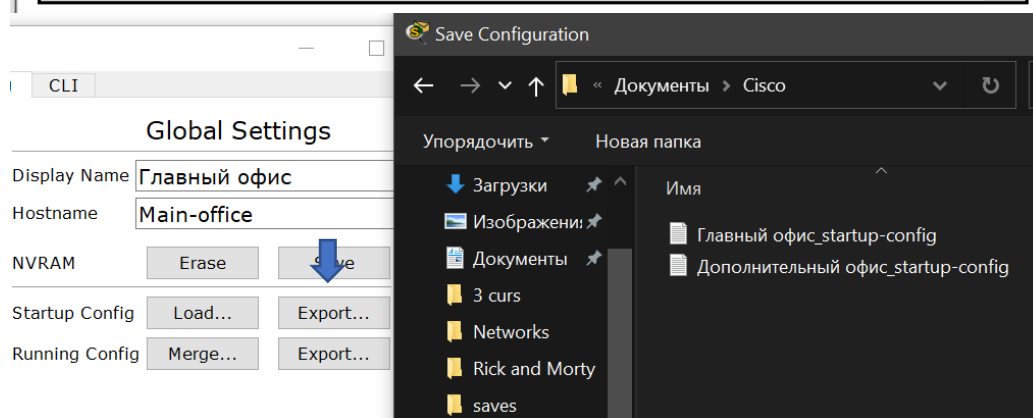 CLI
Global Settings
Display Name Главный офис
Hostname Main-office
NVRAM Erase
Startup Config Load... Export...
Running Config Merge... Export...
Save Configuration
« Документы > Cisco
Упорядочить Новая папка
Загрузки
Изображени
Документы
3 curs
Networks
Rick and Morty
saves
Имя
Главный офис_startup-config
Дополнительный офис_startup-config